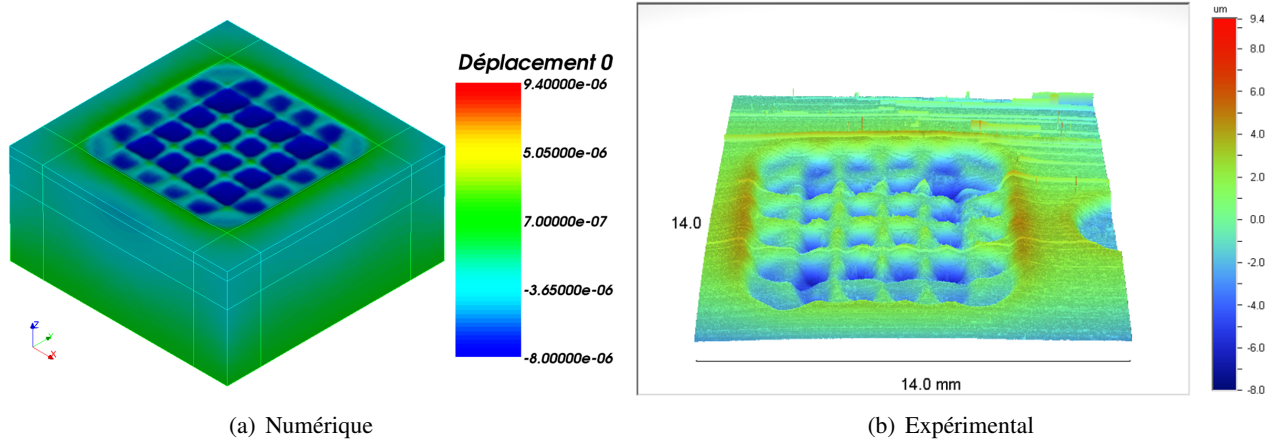 Déplacement 0
9.40000e-06
5.05000e-06
7.00000e-07
-3.65000e-06
-8.00000e-06
Z
Y
X
(a) Numérique
um
9.4
8.0
6.0
4.0
2.0
0.0
-2.0
-4.0
-6.0
-8.0
14.0
14.0 mm
(b) Expérimental